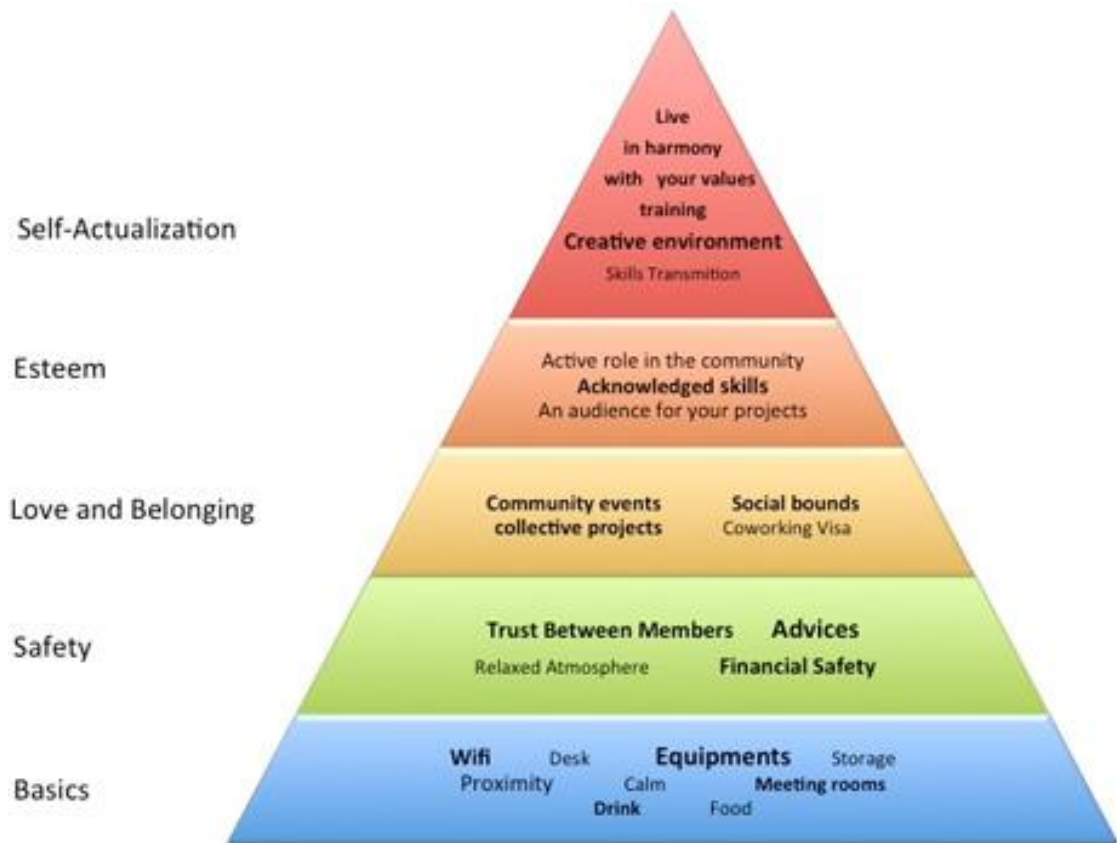 Live
in harmony
with your values
training
Self-Actualization
Creative environment
Skills Transmition
Esteem
Active role in the community
Acknowledged skills
An audience for your projects
Love and Belonging
Community events Social bounds
collective projects Coworking Visa
Safety
Trust Between Members Advices
Relaxed Atmosphere Financial Safety
Basics
Wifi Desk Equipments Storage
Proximity Calm Meeting rooms
Drink Food